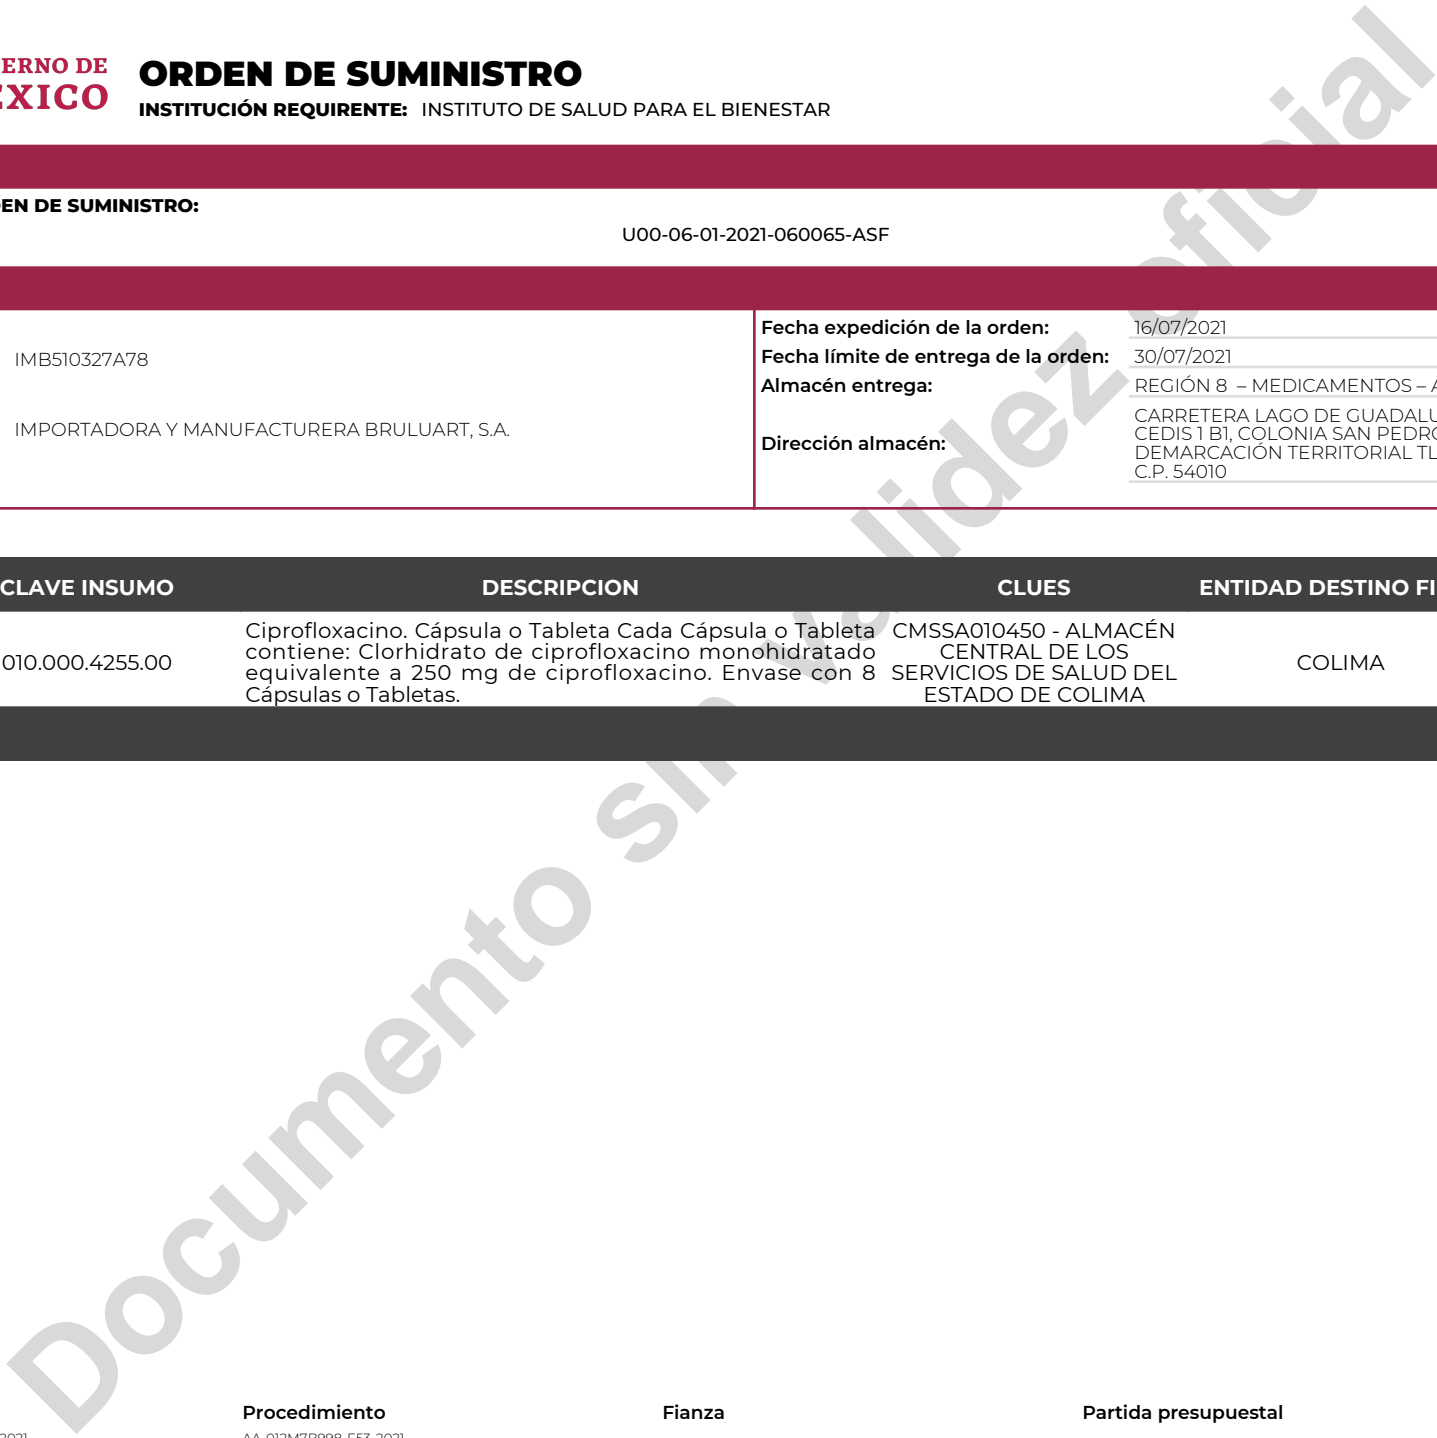 ERNO DE
EXICO
ORDEN DE SUMINISTRO
INSTITUCIÓN REQUIRENTE: INSTITUTO DE SALUD PARA EL BIENESTAR
EN DE SUMINISTRO:
U00-06-01-2021-060065-ASF
IMB510327A78
IMPORTADORA Y MANUFACTURERA BRULUART, S.A.
Fecha expedición de la orden: 16/07/2021
Fecha límite de entrega de la orden: 30/07/2021
Almacén entrega: REGIÓN 8 – MEDICAMENTOS – A
Dirección almacén:
CARRETERA LAGO DE GUADALU
CEDIS 1 B1, COLONIA SAN PEDRO
DEMARCACIÓN TERRITORIAL TL
C.P. 54010
CLAVE INSUMO DESCRIPCION CLUES ENTIDAD DESTINO FI
010.000.4255.00
Ciprofloxacino. Cápsula o Tableta Cada Cápsula o Tableta
contiene: Clorhidrato de ciprofloxacino monohidratado
equivalente a 250 mg de ciprofloxacino. Envase con 8
Cápsulas o Tabletas.
CMSSA010450 - ALMACÉN
CENTRAL DE LOS
SERVICIOS DE SALUD DEL
ESTADO DE COLIMA
COLIMA
Documento sin validez oficial
Procedimiento Fianza Partida presupuestal